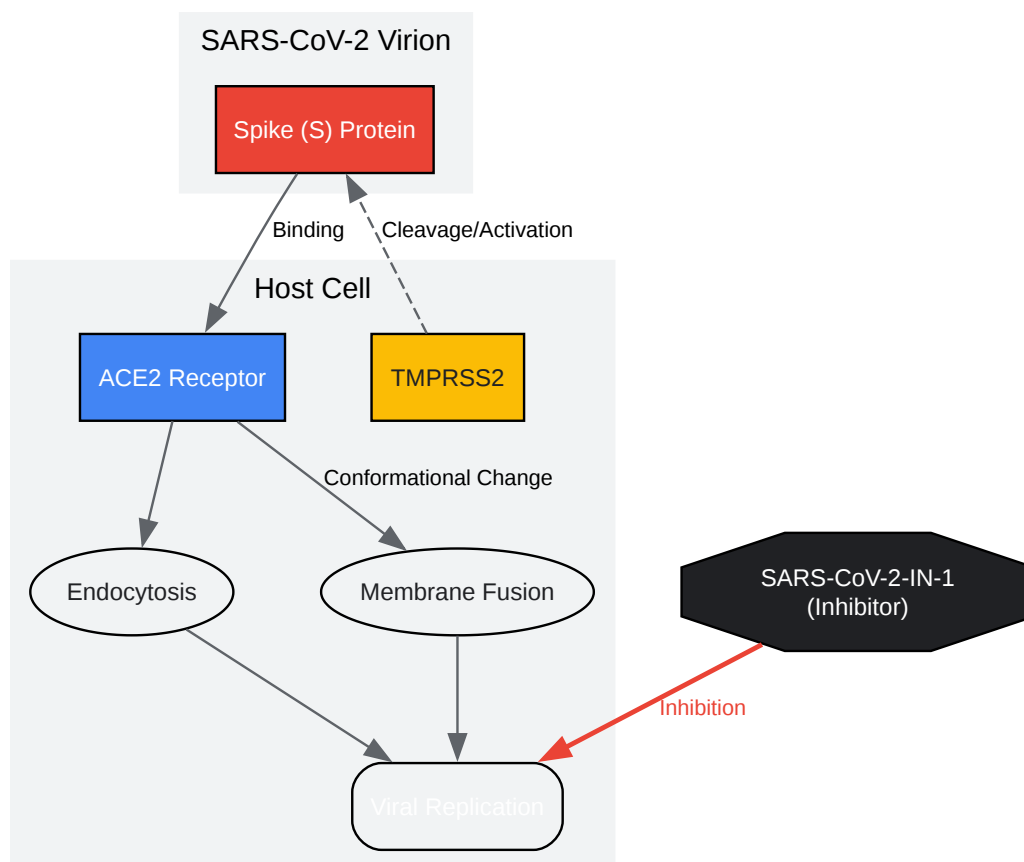 SARS-CoV-2 Virion
Spike (S) Protein
Binding
Cleavage/Activation
Host Cell
ACE2 Receptor
TMPRSS2
Conformational Change
Endocytosis
Membrane Fusion
SARS-CoV-2-IN-1
(Inhibitor)
Inhibition
Viral Replication